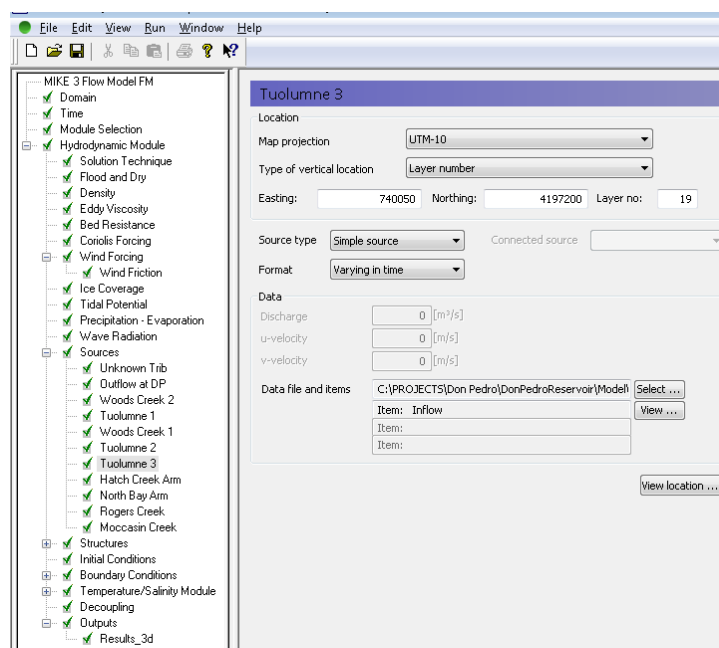 File Edit View Run Window Help
MIKE 3 Flow Model FM
Domain
Time
Module Selection
Hydrodynamic Module
Solution Technique
Flood and Dry
Density
Eddy Viscosity
Bed Resistance
Coriolis Forcing
Wind Forcing
Wind Friction
Ice Coverage
Tidal Potential
Precipitation - Evaporation
Wave Radiation
Sources
Unknown Trib
Outflow at DP
Woods Creek 2
Tuolumne 1
Woods Creek 1
Tuolumne 2
Tuolumne 3
Hatch Creek Arm
North Bay Arm
Rogers Creek
Moccasin Creek
Structures
Initial Conditions
Boundary Conditions
Temperature/Salinity Module
Decoupling
Outputs
Results_3d
Tuolumne 3
Location
Map projection UTM-10
Type of vertical location Layer number
Easting: 740050 Northing: 4197200 Layer no: 19
Source type Simple source Connected source
Format Varying in time
Data
Discharge 0 [m³/s]
u-velocity 0 [m/s]
v-velocity 0 [m/s]
Data file and items C:\PROJECTS\Don Pedro\DonPedroReservoir\Model\ Select ...
Item: Inflow View ...
Item:
Item:
View location ...